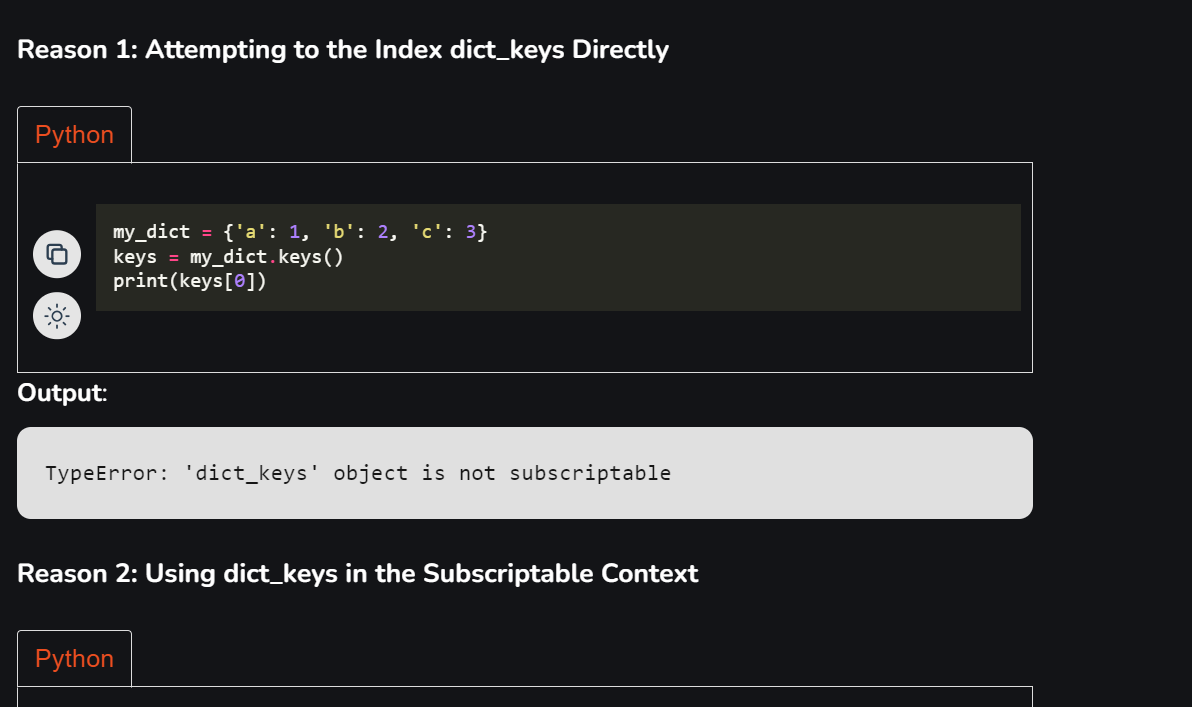 Reason 1: Attempting to the Index dict_keys Directly
Python
my_dict = {'a': 1, 'b': 2, 'c': 3}
keys = my_dict.keys()
print(keys[0])
Output:
TypeError: 'dict_keys' object is not subscriptable
Reason 2: Using dict_keys in the Subscriptable Context
Python